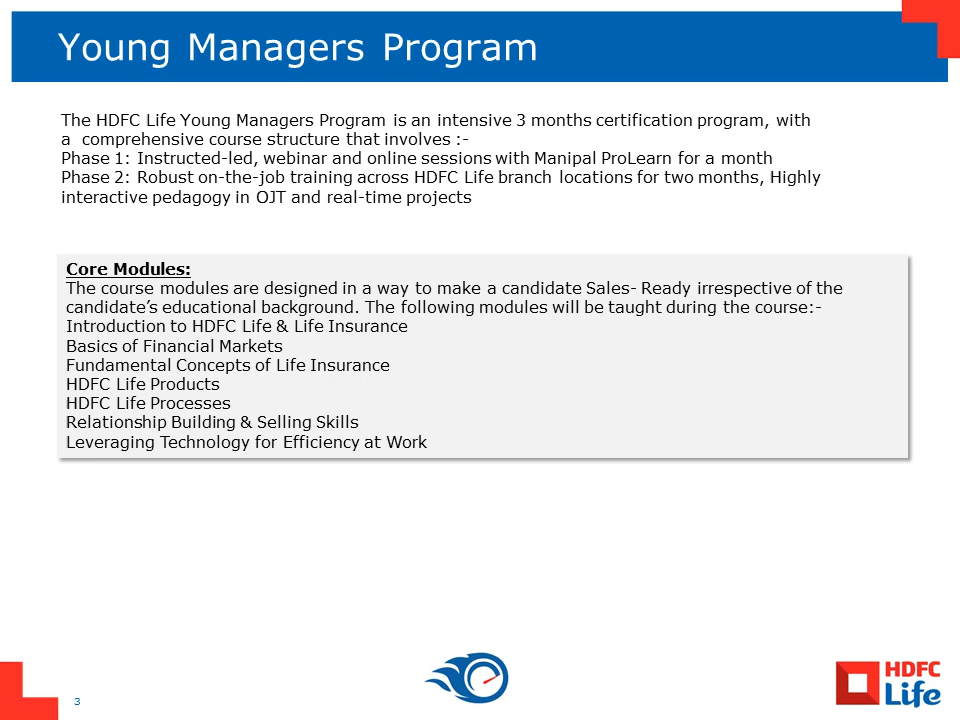 Young Managers Program
The HDFC Life Young Managers Program is an intensive 3 months certification program, with
a  comprehensive course structure that involves :-
Phase 1: Instructed-led, webinar and online sessions with Manipal ProLearn for a month
Phase 2: Robust on-the-job training across HDFC Life branch locations for two months, Highly
interactive pedagogy in OJT and real-time projects
Core Modules:
The course modules are designed in a way to make a candidate Sales- Ready irrespective of the
candidate’s educational background. The following modules will be taught during the course:-
Introduction to HDFC Life & Life Insurance
Basics of Financial Markets
Fundamental Concepts of Life Insurance
HDFC Life Products
HDFC Life Processes
Relationship Building & Selling Skills
Leveraging Technology for Efficiency at Work
3
HDFC
Life